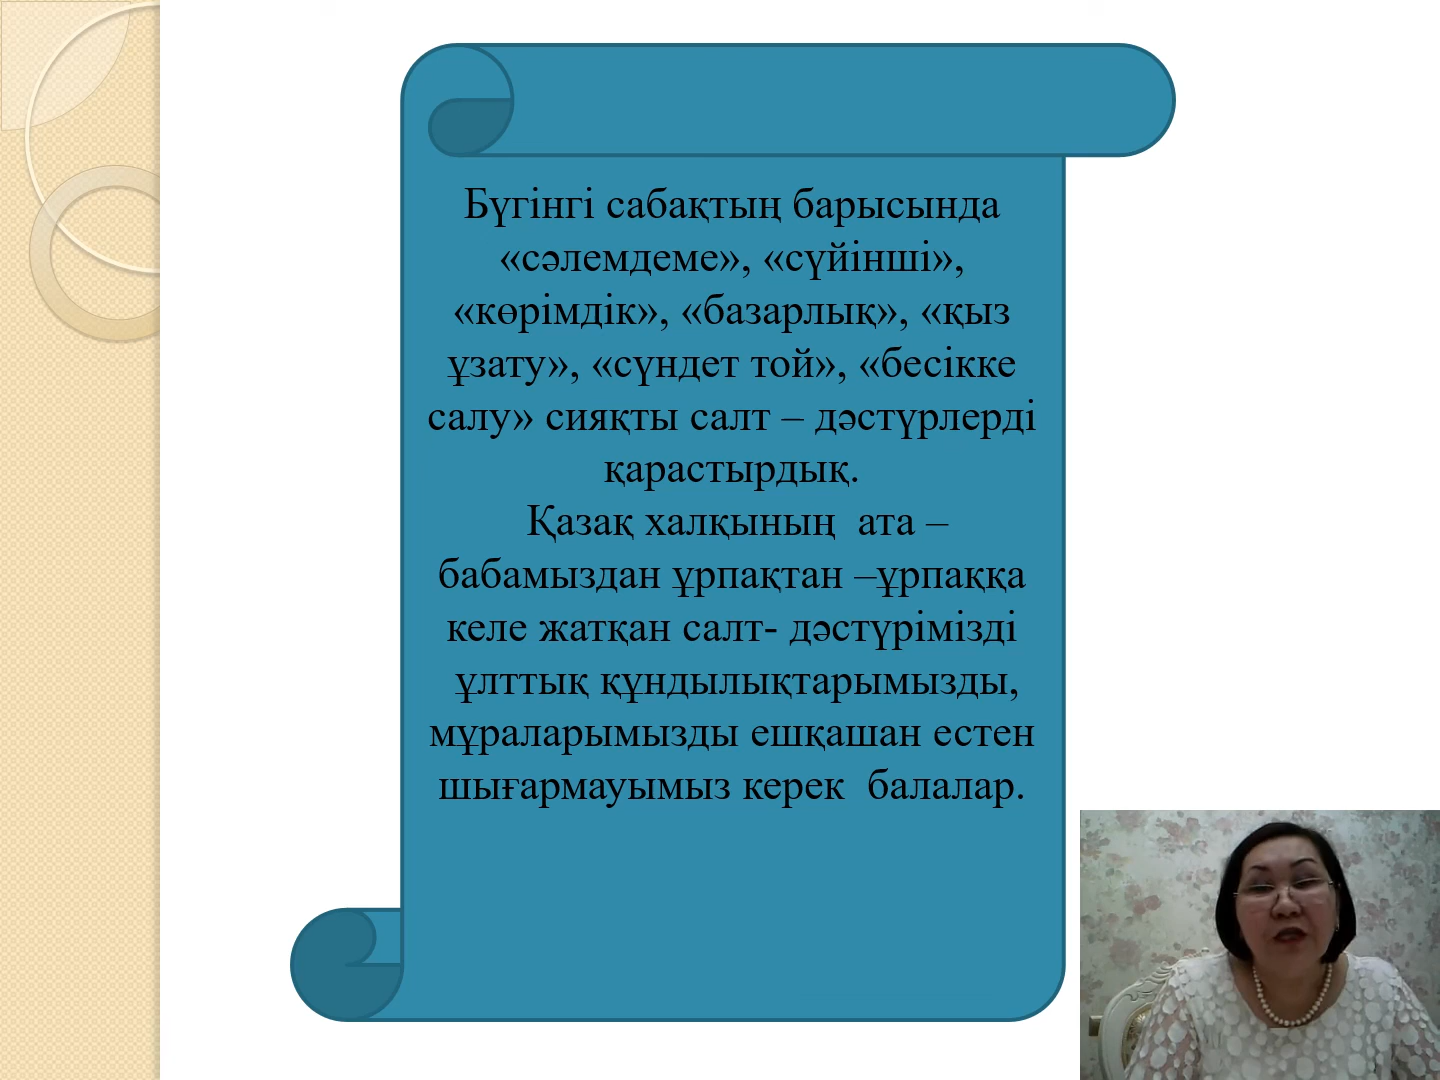 Бүгінгі сабақтың барысында
«сәлемдеме», «сүйінші»,
«көрімдік», «базарлық», «қыз
ұзату», «сүндет той», «бесікке
салу» сияқты салт – дәстүрлерді
қарастырдық.
Қазақ халқының  ата –
бабамыздан ұрпақтан –ұрпаққа
келе жатқан салт- дәстүрімізді
ұлттық құндылықтарымызды,
мұраларымызды ешқашан естен
шығармауымыз керек  балалар.